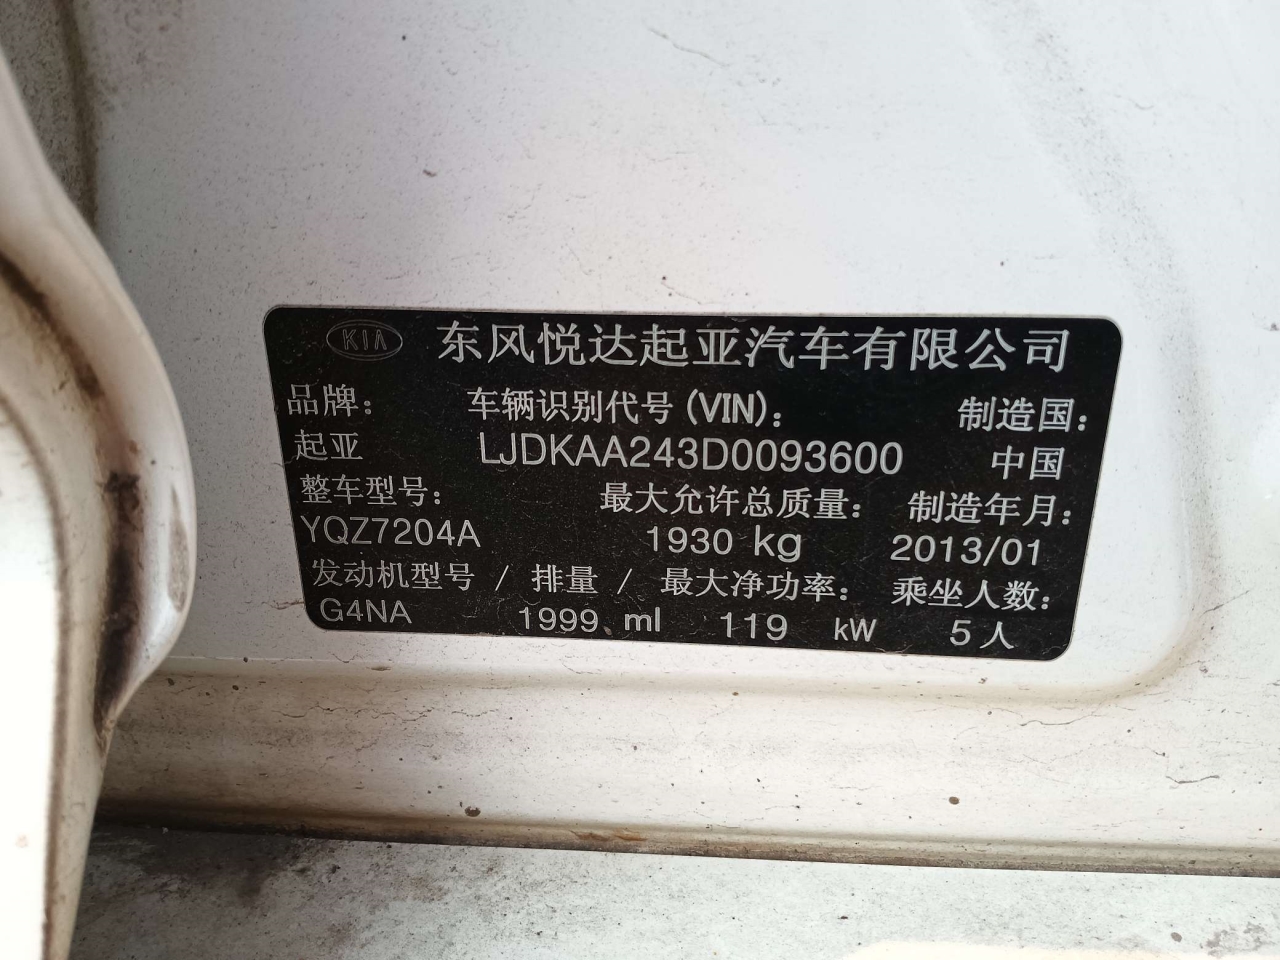 KIA 东风悦达起亚汽车有限公司
品牌： 车辆识别代号(VIN)： 制造国：
起亚 LJDKAA243D0093600 中国
整车型号： 最大允许总质量： 制造年月：
YQZ7204A 1930 kg 2013/01
发动机型号 / 排量 / 最大净功率： 乘坐人数：
G4NA 1999 ml 119 kW 5人